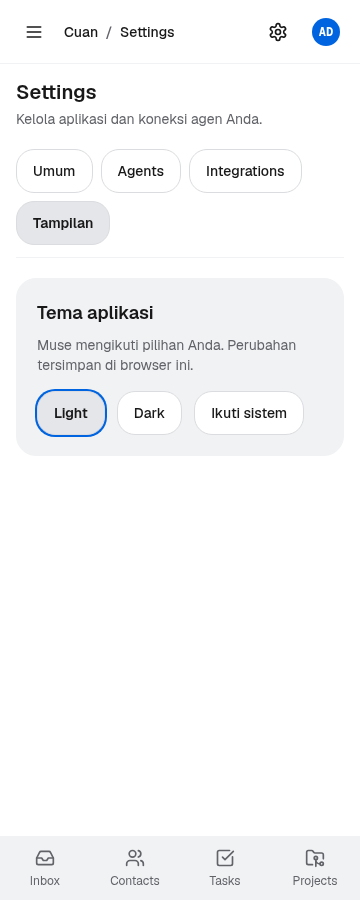 Cuan / Settings
AD
Settings
Kelola aplikasi dan koneksi agen Anda.
Umum
Agents
Integrations
Tampilan
Tema aplikasi
Muse mengikuti pilihan Anda. Perubahan
tersimpan di browser ini.
Light
Dark
Ikuti sistem
Inbox
Contacts
Tasks
Projects